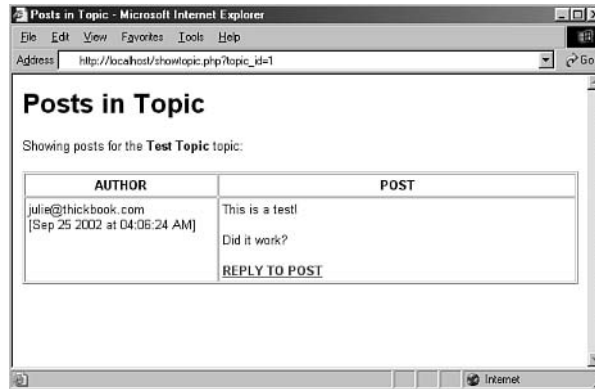 Posts in Topic - Microsoft Internet Explorer
File Edit View Favorites Tools Help
Address http://localhost/showtopic.php?topic_id=1 Go
Posts in Topic
Showing posts for the Test Topic topic:
AUTHOR POST
julie@thickbook.com This is a test!
[Sep 25 2002 at 04:06:24 AM]
Did it work?
REPLY TO POST
Internet